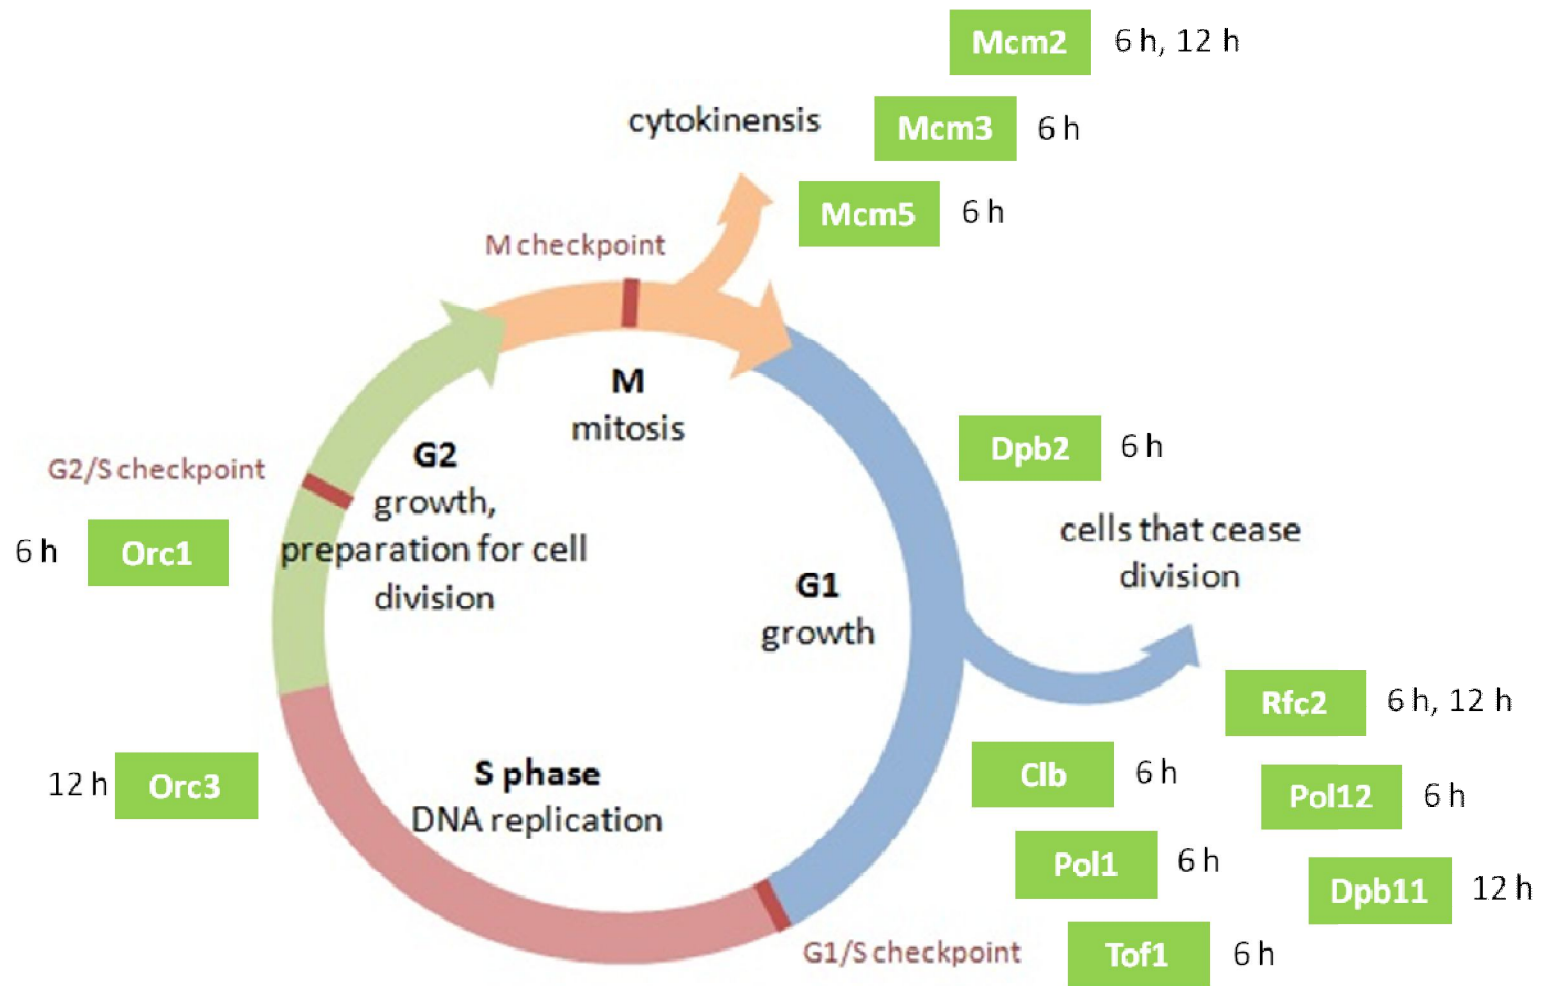 Mcm2 6 h, 12 h
cytokinensis Mcm3 6 h
Mcm5 6 h
M checkpoint
M
mitosis
G2/S checkpoint
G2
growth,
preparation for cell
division
6 h Orc1
Dpb2 6 h
cells that cease
division
G1
growth
Rfc2 6 h, 12 h
12 h Orc3
S phase
DNA replication
Clb 6 h
Pol12 6 h
Pol1 6 h
Dpb11 12 h
G1/S checkpoint
Tof1 6 h